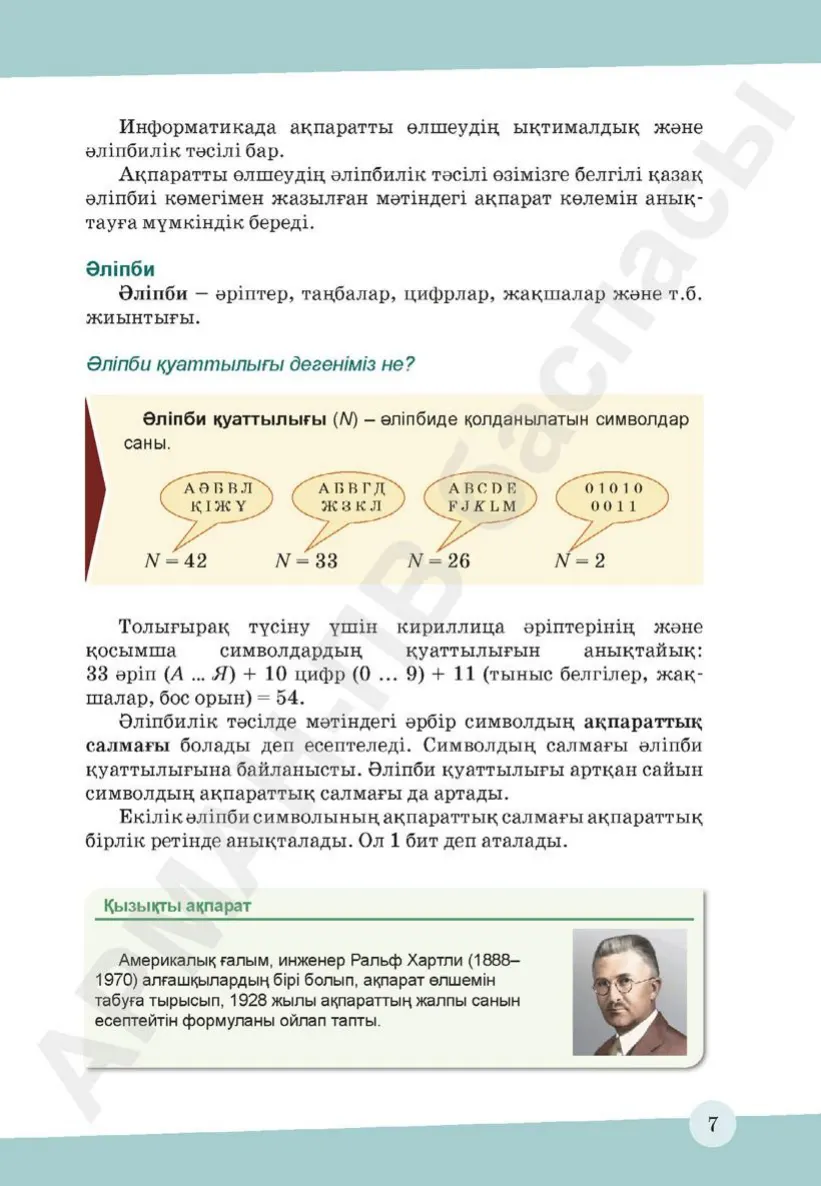 Информатикада ақпаратты өлшеудің ықтималдық және
әліпбилік тәсілі бар.
Ақпаратты өлшеудің әліпбилік тәсілі өзімізге белгілі қазақ
әліпбиі көмегімен жазылған мәтіндегі ақпарат көлемін анық-
тауға мүмкіндік береді.
Әліпби
Әліпби – әріптер, таңбалар, цифрлар, жақшалар және т.б.
жиынтығы.
Әліпби қуаттылығы дегеніміз не?
Әліпби қуаттылығы (N) – әліпбиде қолданылатын символдар
саны.
А Ә Б В Л
Қ І Ж Ү
А Б В Г Д
Ж З К Л
A B C D E
F J K L M
0 1 0 1 0
0 0 1 1
N = 42
N = 33
N = 26
N = 2
Толығырақ түсіну үшін кириллица әріптерінің және
қосымша символдардың қуаттылығын анықтайық:
33 әріп (А ... Я) + 10 цифр (0 ... 9) + 11 (тыныс белгілер, жақ-
шалар, бос орын) = 54.
Әліпбилік тәсілде мәтіндегі әрбір символдың ақпараттық
салмағы болады деп есептеледі. Символдың салмағы әліпби
қуаттылығына байланысты. Әліпби қуаттылығы артқан сайын
символдың ақпараттық салмағы да артады.
Екілік әліпби символының ақпараттық салмағы ақпараттық
бірлік ретінде анықталады. Ол 1 бит деп аталады.
Қызықты ақпарат
Америкалық ғалым, инженер Ральф Хартли (1888–
1970) алғашқылардың бірі болып, ақпарат өлшемін
табуға тырысып, 1928 жылы ақпараттың жалпы санын
есептейтін формуланы ойлап тапты.
7
АРМАН-ПВ баспасы